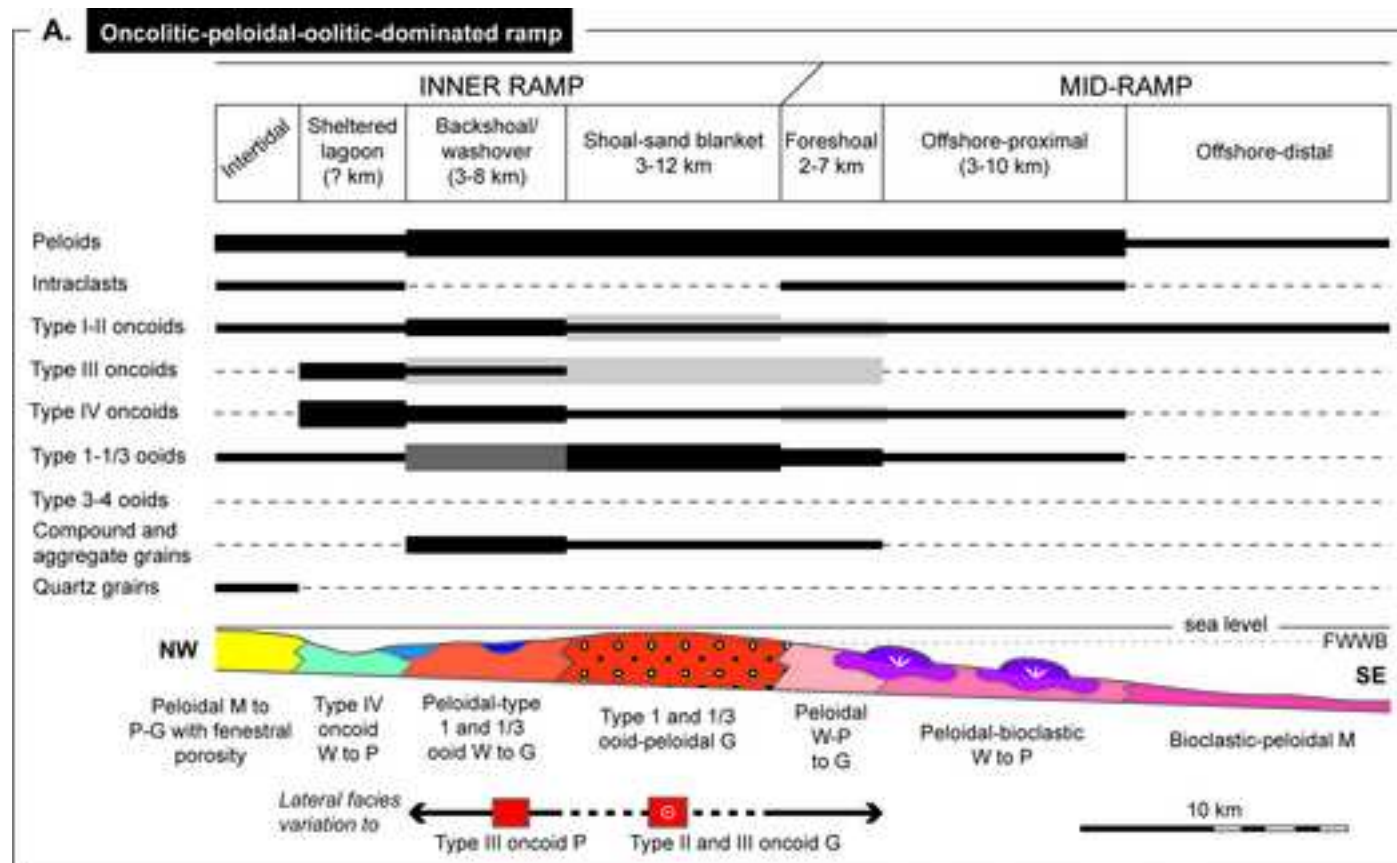 A. Oncolitic-peloidal-oolitic-dominated ramp
INNER RAMP
MID-RAMP
Intertidal
Sheltered
lagoon
(? km)
Backshoal/
washover
(3-8 km)
Shoal-sand blanket
3-12 km
Foreshoal
2-7 km
Offshore-proximal
(3-10 km)
Offshore-distal
Peloids
Intraclasts
Type I-II oncoids
Type III oncoids
Type IV oncoids
Type 1-1/3 ooids
Type 3-4 ooids
Compound and
aggregate grains
Quartz grains
sea level
FWWB
NW
SE
Peloidal M to
P-G with fenestral
porosity
Type IV
oncoid
W to P
Peloidal-type
1 and 1/3
ooid W to G
Type 1 and 1/3
ooid-peloidal G
Peloidal
W-P
to G
Peloidal-bioclastic
W to P
Bioclastic-peloidal M
Lateral facies
variation to
Type III oncoid P
Type II and III oncoid G
10 km